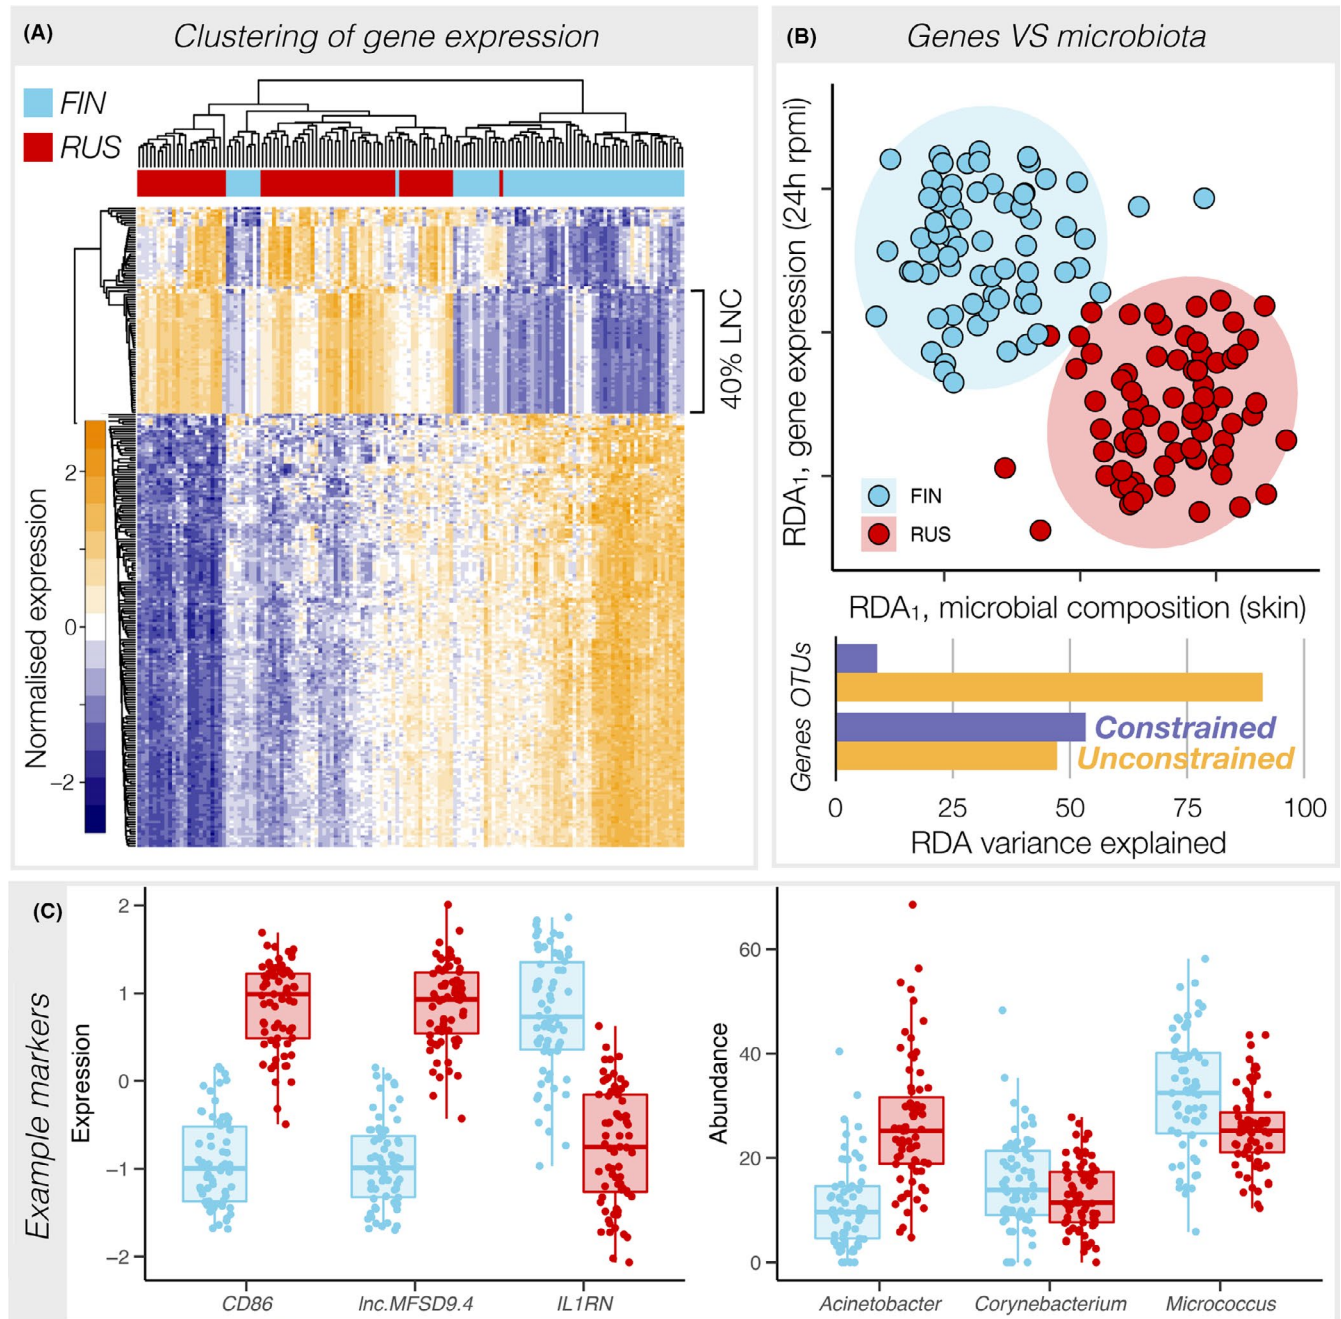 (A) Clustering of gene expression
FIN
RUS
40% LNC
Normalised expression
2
0
−2
(B) Genes VS microbiota
RDA1, gene expression (24h rpmi)
FIN
RUS
RDA1, microbial composition (skin)
OTUs
Genes
Constrained
Unconstrained
0 25 50 75 100
RDA variance explained
(C)
Example markers
Expression
2
1
0
−1
−2
CD86 lnc.MFSD9.4 IL1RN
Abundance
60
40
20
0
Acinetobacter Corynebacterium Micrococcus